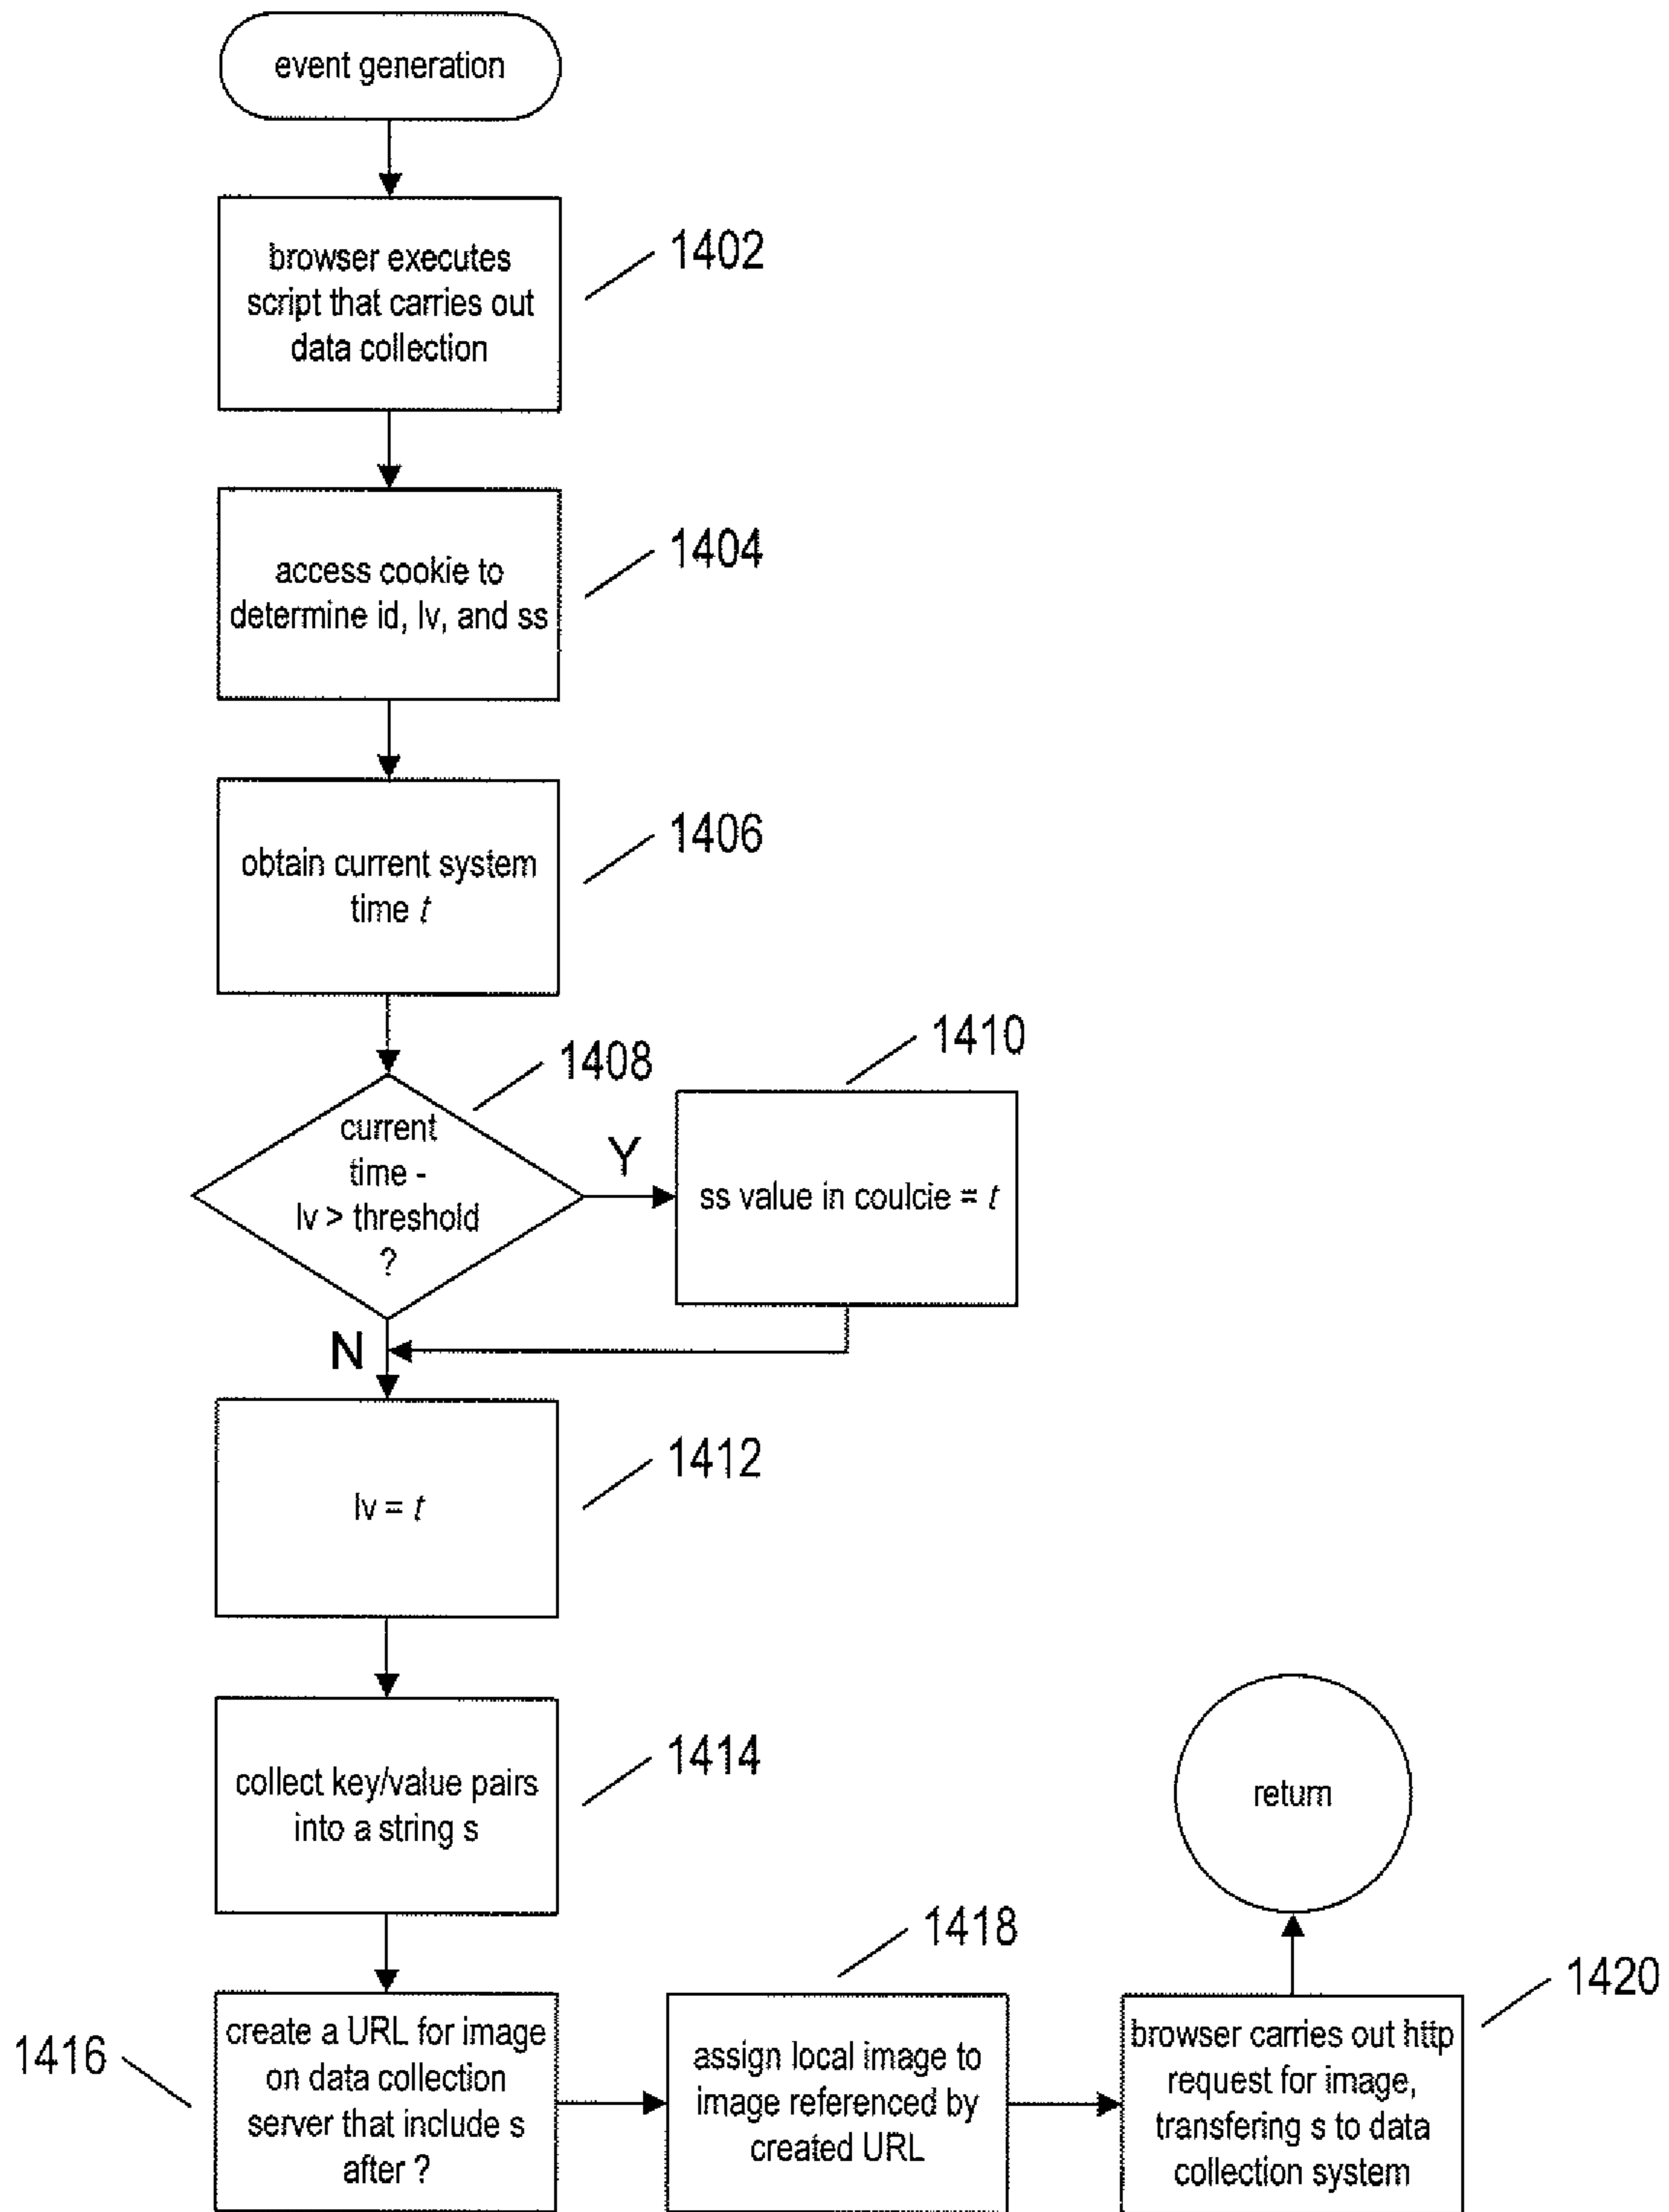 event generation
browser executes
script that carries out
data collection
1402
access cookie to
determine id, lv, and ss
1404
obtain current system
time t
1406
current
time -
lv > threshold
?
1408
Y
N
ss value in coulcie = t
1410
lv = t
1412
collect key/value pairs
into a string s
1414
create a URL for image
on data collection
server that include s
after ?
1416
assign local image to
image referenced by
created URL
1418
browser carries out http
request for image,
transfering s to data
collection system
1420
return